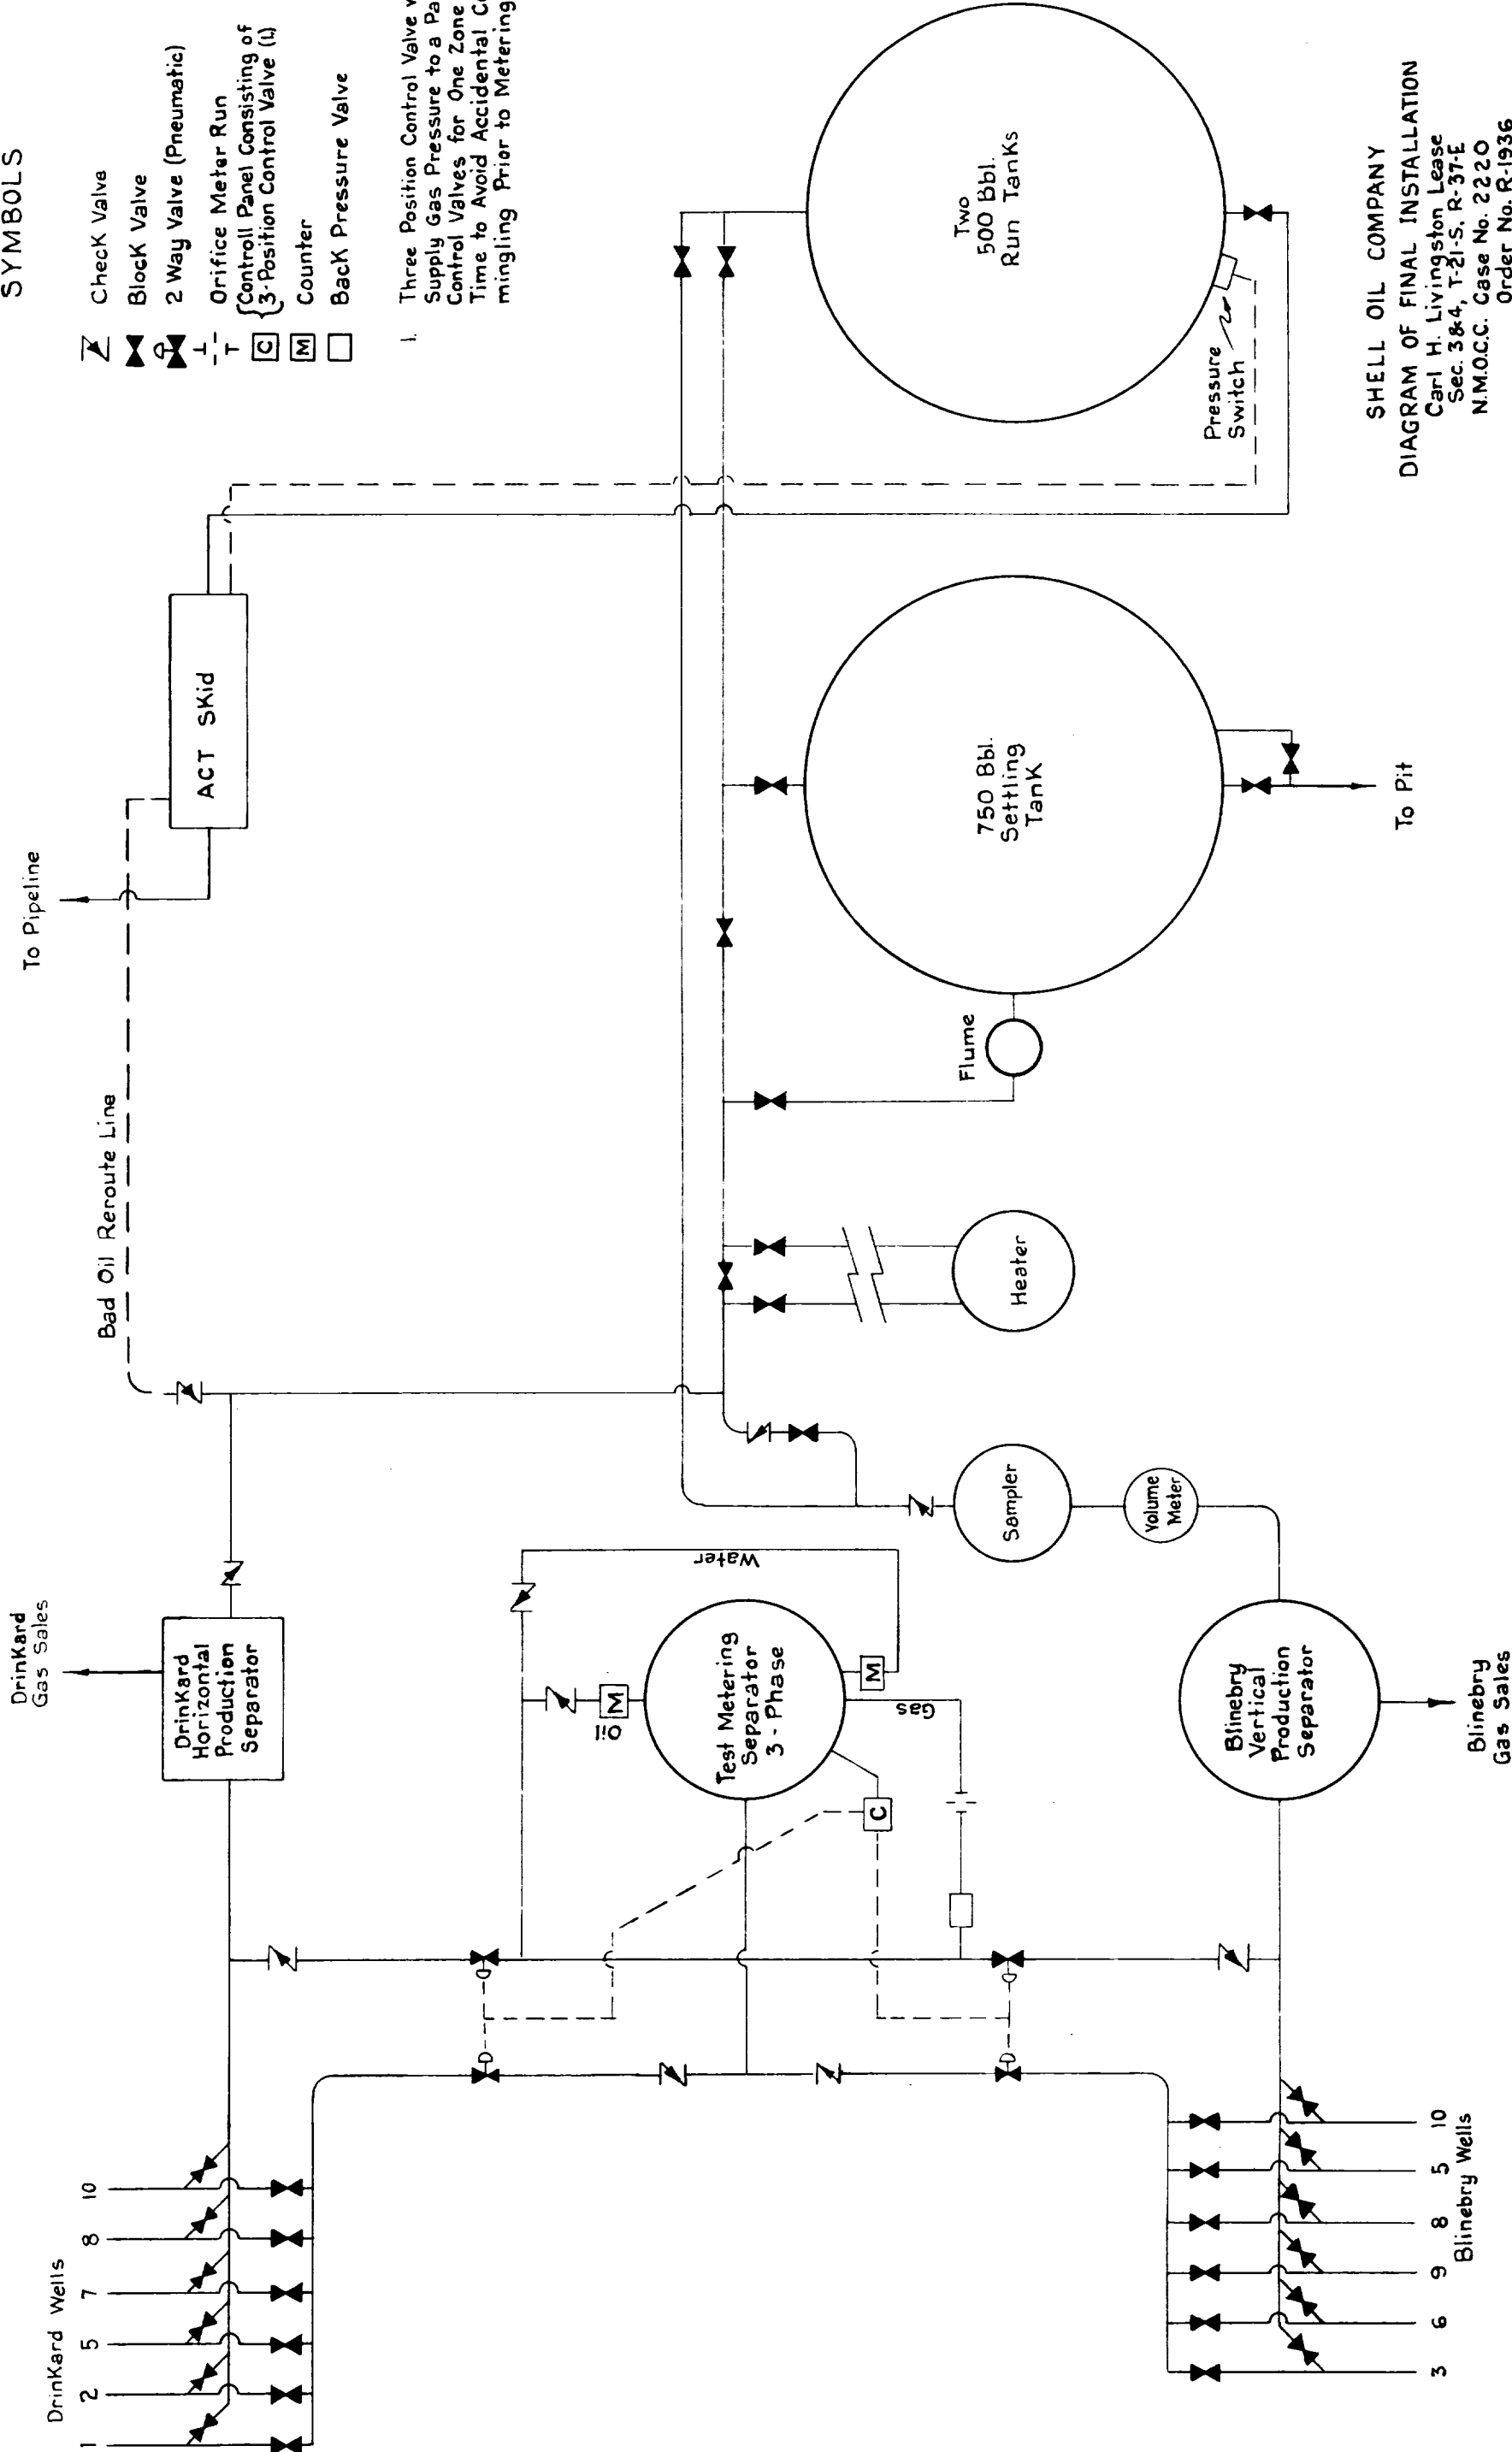 SYMBOLS
Check Valve
Block Valve
2 Way Valve (Pneumatic)
Orifice Meter Run
C
{Controll Panel Consisting of
3-Position Control Valve (1)
M
Counter
Back Pressure Valve
1. Three Position Control Valve
Supply Gas Pressure to a
Control Valves for One Zone
Time to Avoid Accidental
mingling Prior to Metering
To Pipeline
ACT Skid
Bad Oil Reroute Line
Drinkard
Gas Sales
Drinkard
Horizontal
Production
Separator
Drinkard Wells
1 2 5 7 8 10
Two
500 Bbl.
Run Tanks
Pressure
Switch
750 Bbl.
Settling
Tank
To Pit
Flume
Heater
Sampler
Volume
Meter
Water
Oil
M
M
Gas
Test Metering
Separator
3 - Phase
C
Blinebry
Vertical
Production
Separator
Blinebry
Gas Sales
3 6 9 8 5 10
Blinebry Wells
SHELL OIL COMPANY
DIAGRAM OF FINAL INSTALLATION
Carl H. Livingston Lease
Sec. 3&4, T-21-S, R-37-E
N.M.O.C.C. Case No. 2220
Order No. R-1936